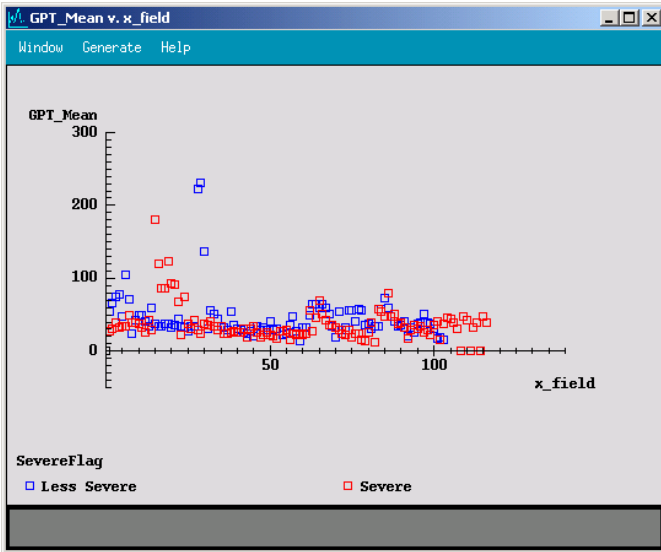 GPT_Mean v. x_field
Window Generate Help
GPT_Mean
300
200
100
0
50
100
x_field
SevereFlag
Less Severe
Severe